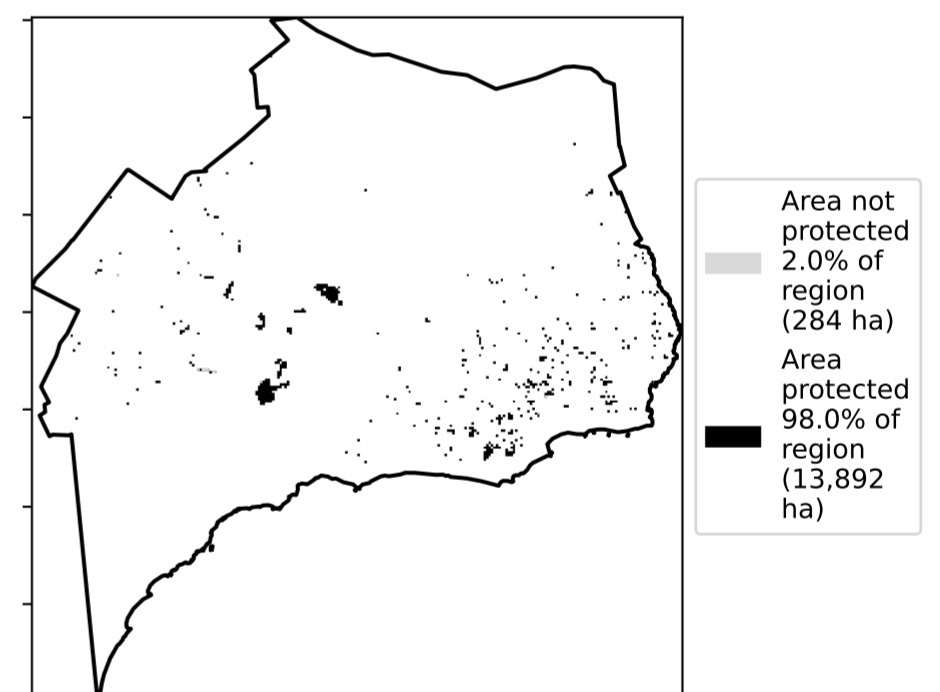 Area not
protected
2.0% of
region
(284 ha)
Area
protected
98.0% of
region
(13,892
ha)